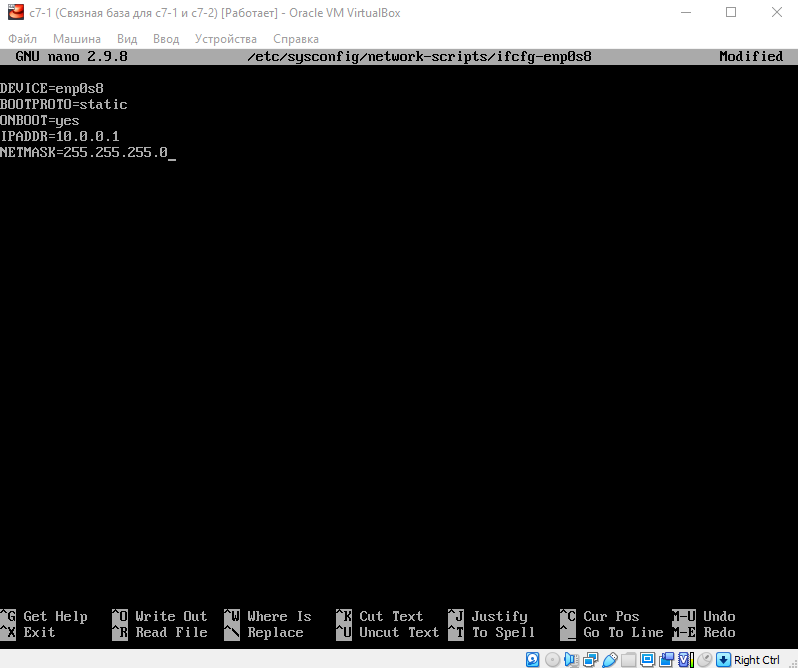 c7-1 (Связная база для c7-1 и c7-2) [Работает] - Oracle VM VirtualBox
Файл Машина Вид Ввод Устройства Справка
GNU nano 2.9.8 /etc/sysconfig/network-scripts/ifcfg-enp0s8 Modified
DEVICE=enp0s8
BOOTPROTO=static
ONBOOT=yes
IPADDR=10.0.0.1
NETMASK=255.255.255.0_
^G Get Help ^O Write Out ^W Where Is ^K Cut Text ^J Justify ^C Cur Pos M-U Undo
^X Exit ^R Read File ^\ Replace ^U Uncut Text ^T To Spell ^_ Go To Line M-E Redo
Right Ctrl